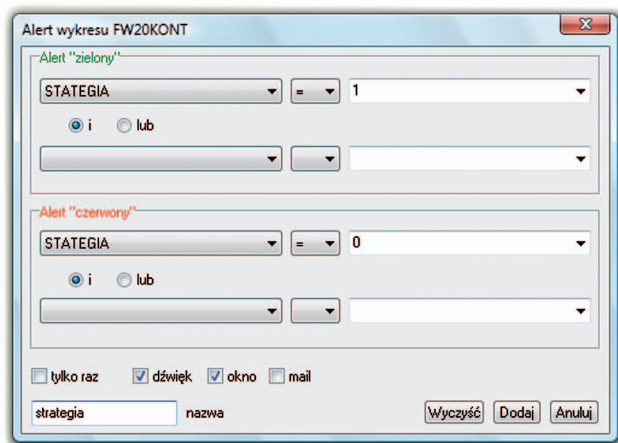 Alert wykresu FW20KONT
Alert "zielony"
STATEGIA = 1
i lub
Alert "czerwony"
STATEGIA = 0
i lub
tylko raz dźwięk okno mail
strategia nazwa Wyczyść Dodaj Anuluj